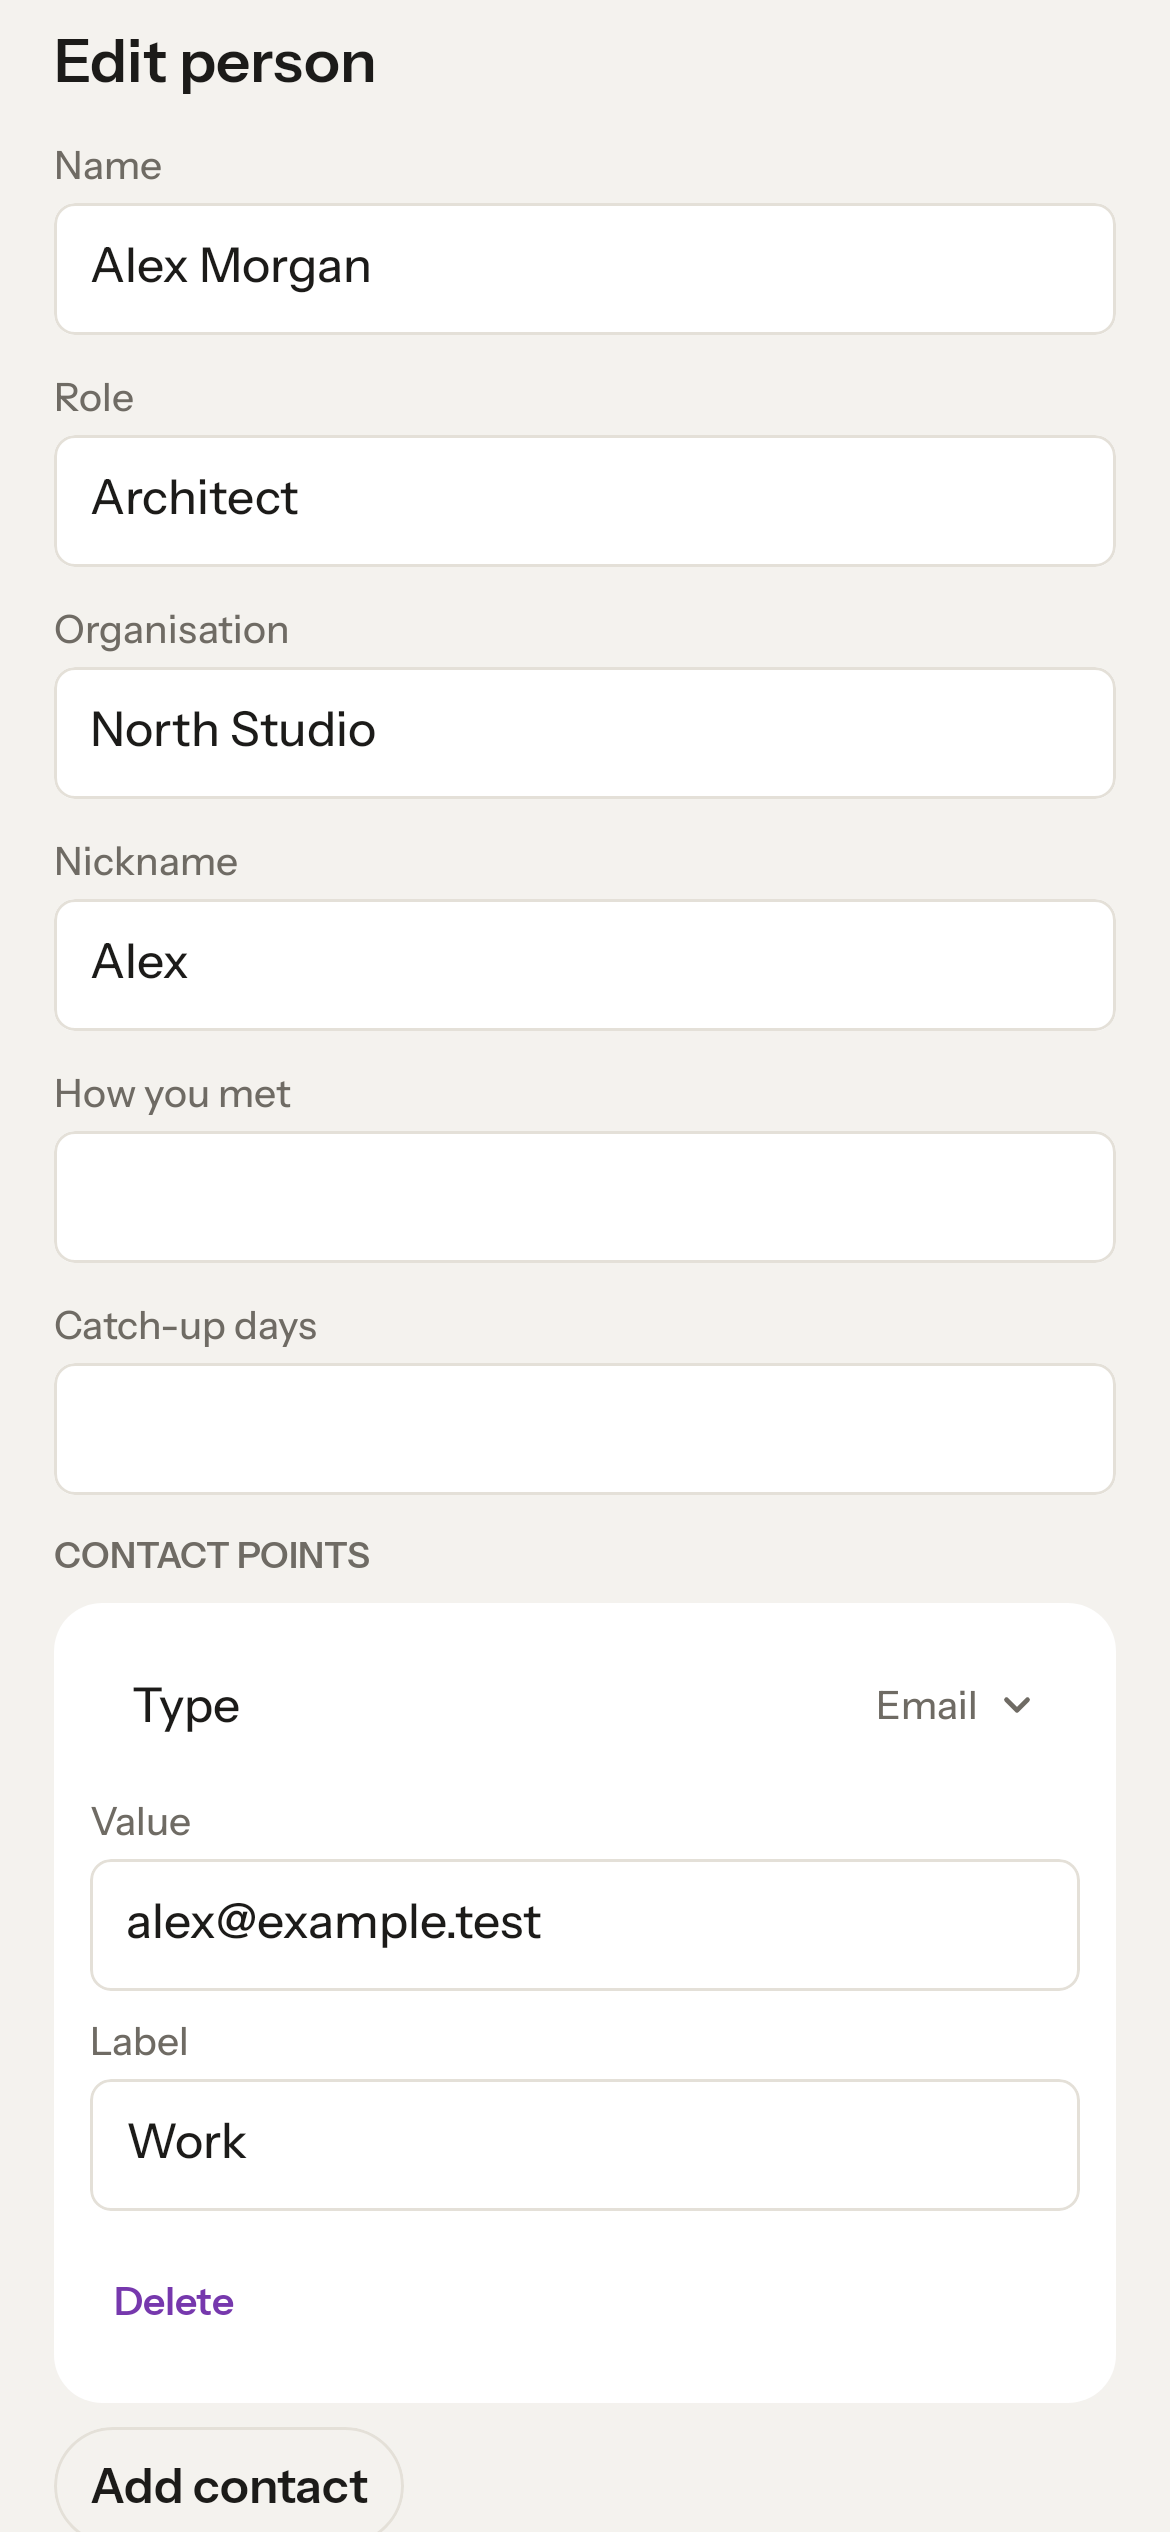 Edit person
Name
Alex Morgan
Role
Architect
Organisation
North Studio
Nickname
Alex
How you met
Catch-up days
CONTACT POINTS
Type
Email
Value
alex@example.test
Label
Work
Delete
Add contact